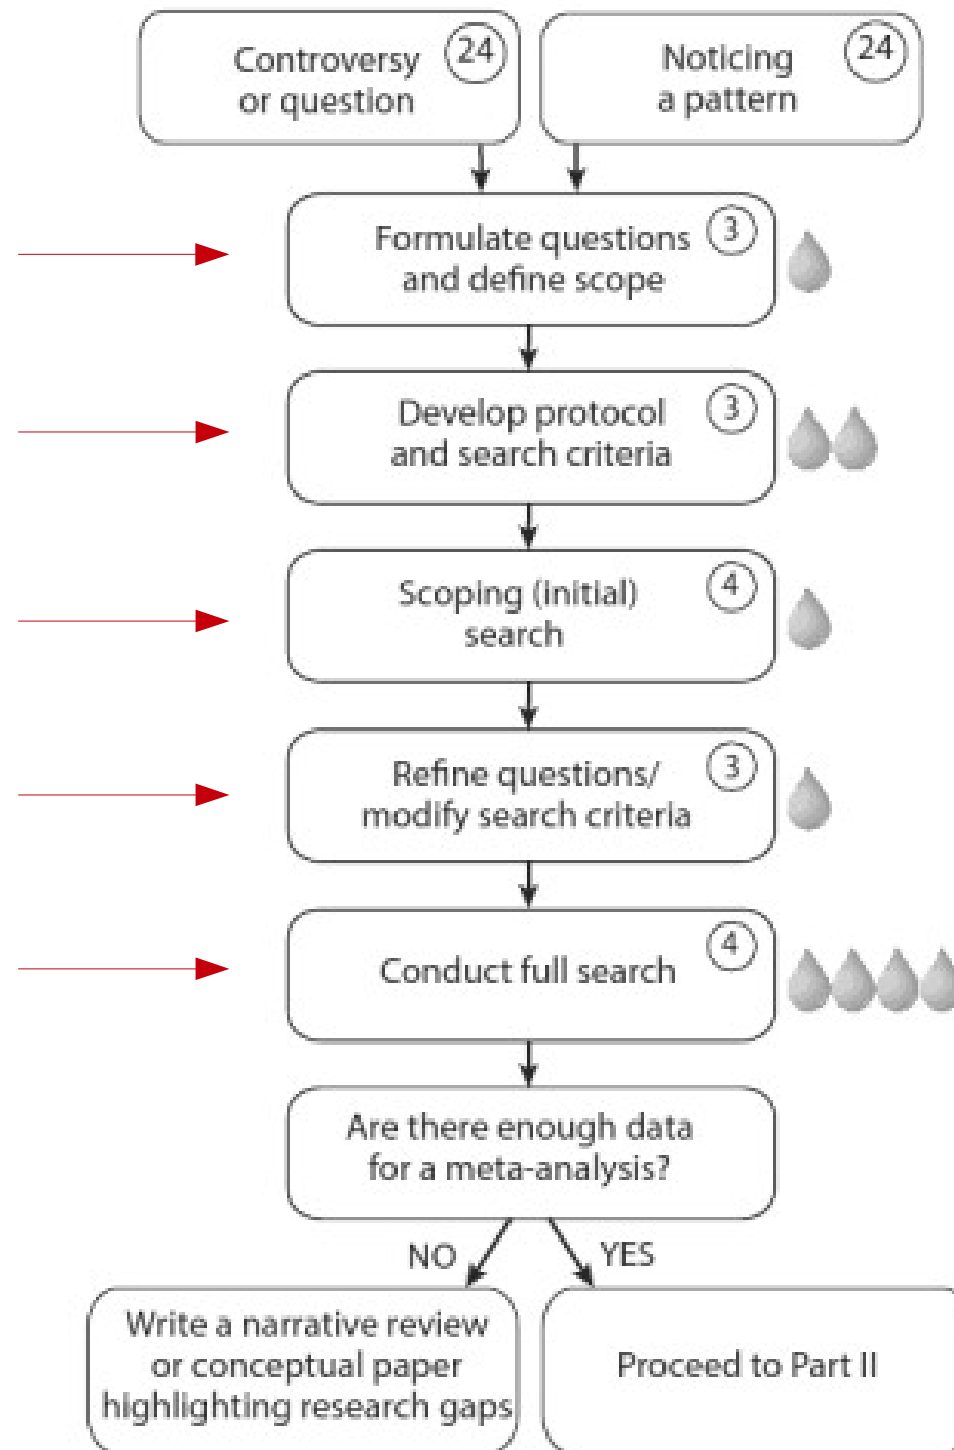 Controversy
or question
24
Noticing
a pattern
24
Formulate questions
and define scope
3
Develop protocol
and search criteria
3
Scoping (initial)
search
4
Refine questions/
modify search criteria
3
Conduct full search
4
Are there enough data
for a meta-analysis?
NO
YES
Write a narrative review
or conceptual paper
highlighting research gaps
Proceed to Part II